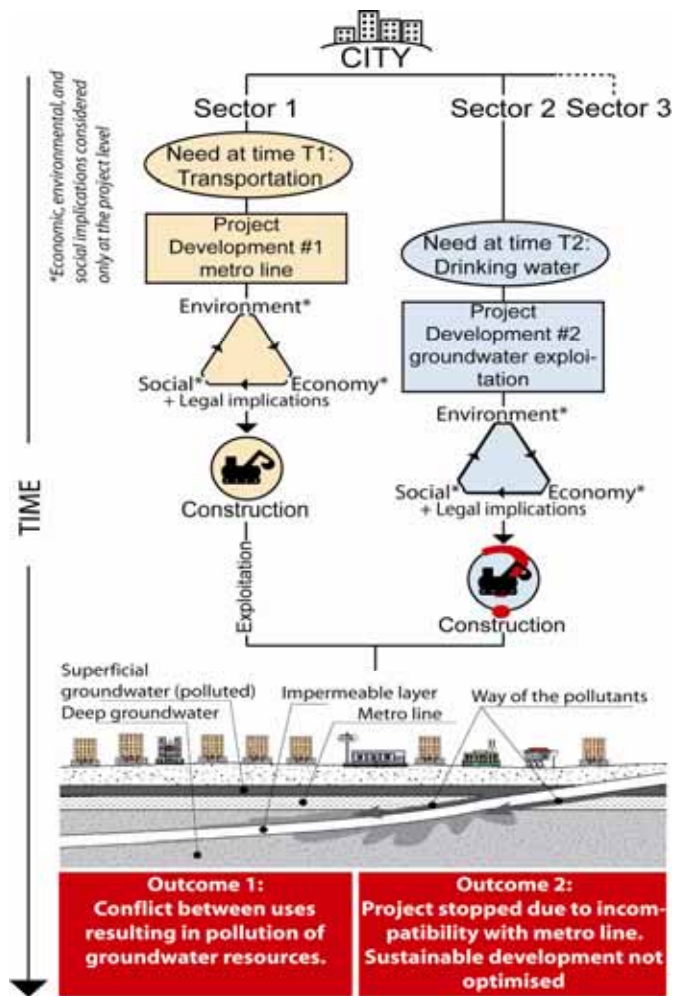 CITY
Sector 1
Sector 2
Sector 3
*Economic, environmental, and
social implications considered
only at the project level
TIME
Need at time T1:
Transportation
Project
Development #1
metro line
Environment*
Social*
Economy*
+ Legal implications
Construction
Exploitation
Need at time T2:
Drinking water
Project
Development #2
groundwater exploi-
tation
Environment*
Social*
Economy*
+ Legal implications
Construction
Superficial
groundwater (polluted)
Deep groundwater
Impermeable layer
Metro line
Way of the pollutants
Outcome 1:
Conflict between uses
resulting in pollution of
groundwater resources.
Outcome 2:
Project stopped due to incom-
patibility with metro line.
Sustainable development not
optimised